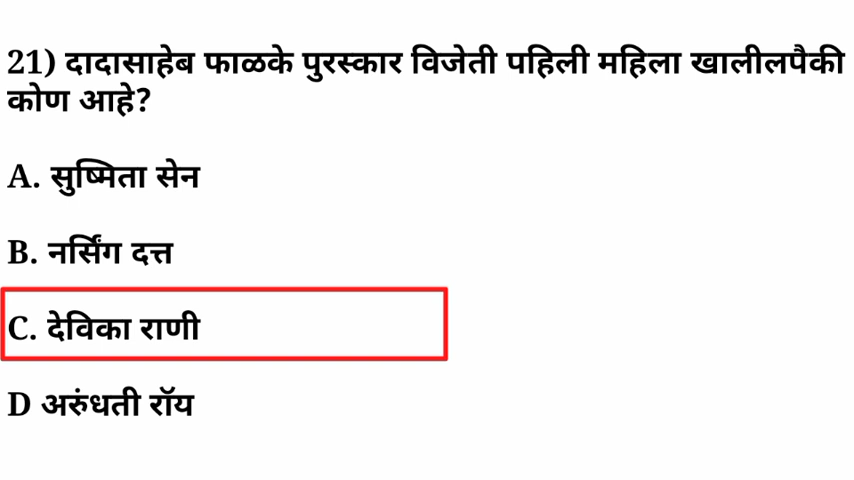 21) दादासाहेब फाळके पुरस्कार विजेती पहिली महिला खालीलपैकी
कोण आहे?
A. सुष्मिता सेन
B. नर्सिंग दत्त
C. देविका राणी
D अरुंधती रॉय